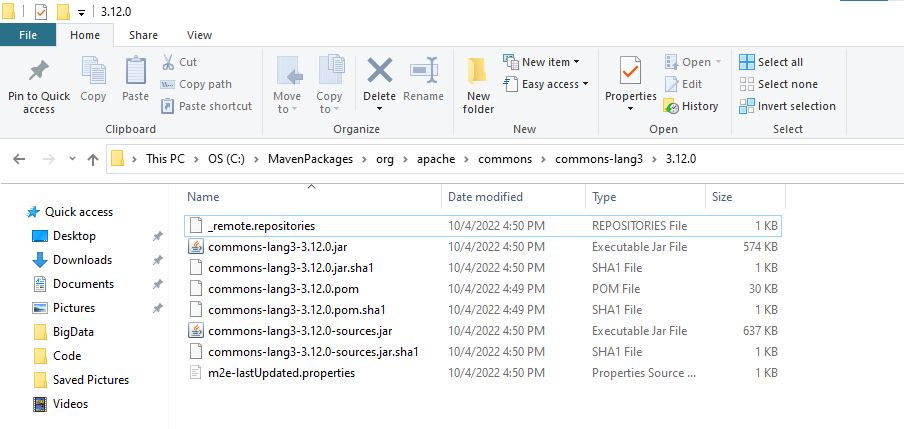 3.12.0
File Home Share View
Pin to Quick access
Copy
Paste
Cut
Copy path
Paste shortcut
Clipboard
Move to
Copy to
Delete
Rename
Organize
New folder
New item
Easy access
New
Properties
Open
Edit
History
Open
Select all
Select none
Invert selection
Select
This PC > OS (C:) > MavenPackages > org > apache > commons > commons-lang3 > 3.12.0
Name Date modified Type Size
Quick access
Desktop
Downloads
Documents
Pictures
BigData
Code
Saved Pictures
Videos
_remote.repositories 10/4/2022 4:50 PM REPOSITORIES File 1 KB
commons-lang3-3.12.0.jar 10/4/2022 4:50 PM Executable Jar File 574 KB
commons-lang3-3.12.0.jar.sha1 10/4/2022 4:50 PM SHA1 File 1 KB
commons-lang3-3.12.0.pom 10/4/2022 4:49 PM POM File 30 KB
commons-lang3-3.12.0.pom.sha1 10/4/2022 4:49 PM SHA1 File 1 KB
commons-lang3-3.12.0-sources.jar 10/4/2022 4:50 PM Executable Jar File 637 KB
commons-lang3-3.12.0-sources.jar.sha1 10/4/2022 4:50 PM SHA1 File 1 KB
m2e-lastUpdated.properties 10/4/2022 4:50 PM Properties Source ... 1 KB